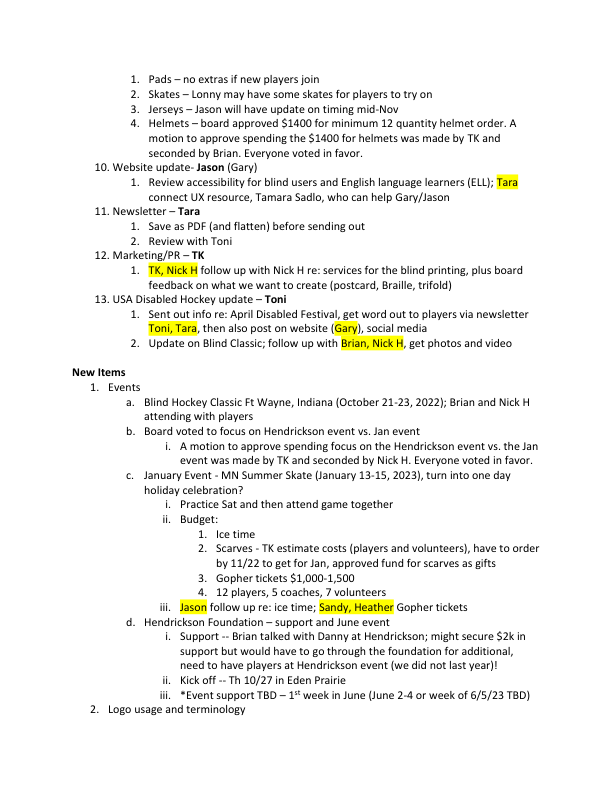 1. Pads – no extras if new players join
2. Skates – Lonny may have some skates for players to try on
3. Jerseys – Jason will have update on timing mid-Nov
4. Helmets – board approved $1400 for minimum 12 quantity helmet order. A
motion to approve spending the $1400 for helmets was made by TK and
seconded by Brian. Everyone voted in favor.
10. Website update- Jason (Gary)
1. Review accessibility for blind users and English language learners (ELL); Tara
connect UX resource, Tamara Sadlo, who can help Gary/Jason
11. Newsletter – Tara
1. Save as PDF (and flatten) before sending out
2. Review with Toni
12. Marketing/PR – TK
1. TK, Nick H follow up with Nick H re: services for the blind printing, plus board
feedback on what we want to create (postcard, Braille, trifold)
13. USA Disabled Hockey update – Toni
1. Sent out info re: April Disabled Festival, get word out to players via newsletter
Toni, Tara, then also post on website (Gary), social media
2. Update on Blind Classic; follow up with Brian, Nick H, get photos and video
New Items
1. Events
a. Blind Hockey Classic Ft Wayne, Indiana (October 21-23, 2022); Brian and Nick H
attending with players
b. Board voted to focus on Hendrickson event vs. Jan event
i. A motion to approve spending focus on the Hendrickson event vs. the Jan
event was made by TK and seconded by Nick H. Everyone voted in favor.
c. January Event - MN Summer Skate (January 13-15, 2023), turn into one day
holiday celebration?
i. Practice Sat and then attend game together
ii. Budget:
1. Ice time
2. Scarves - TK estimate costs (players and volunteers), have to order
by 11/22 to get for Jan, approved fund for scarves as gifts
3. Gopher tickets $1,000-1,500
4. 12 players, 5 coaches, 7 volunteers
iii. Jason follow up re: ice time; Sandy, Heather Gopher tickets
d. Hendrickson Foundation – support and June event
i. Support -- Brian talked with Danny at Hendrickson; might secure $2k in
support but would have to go through the foundation for additional,
need to have players at Hendrickson event (we did not last year)!
ii. Kick off -- Th 10/27 in Eden Prairie
iii. *Event support TBD – 1st week in June (June 2-4 or week of 6/5/23 TBD)
2. Logo usage and terminology